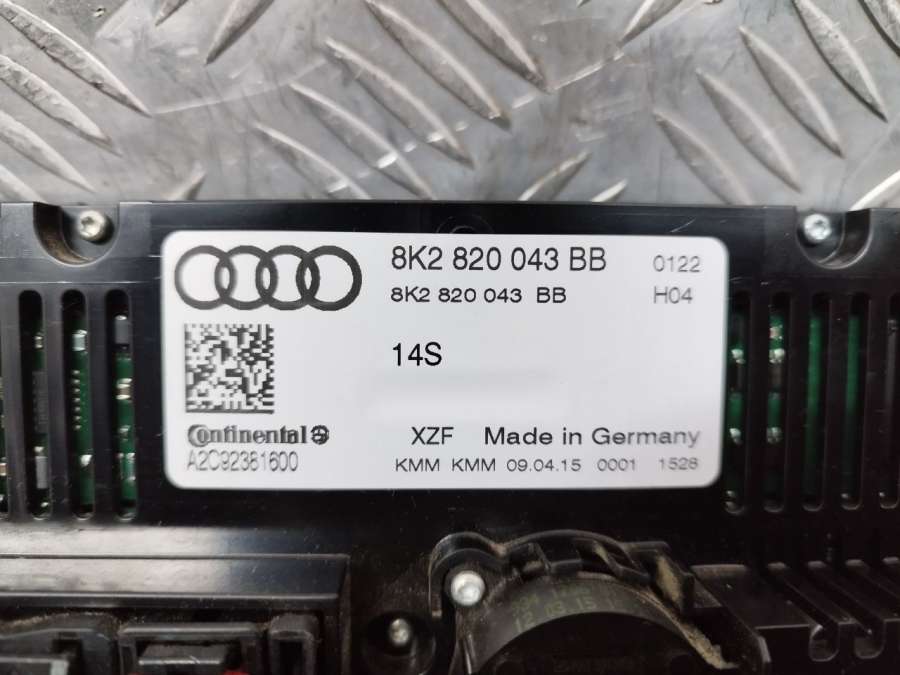 8K2 820 043 BB 0122
8K2 820 043 BB H04
14S
Continental
A2C92381600
XZF Made in Germany
KMM KMM 09.04.15 0001 1528